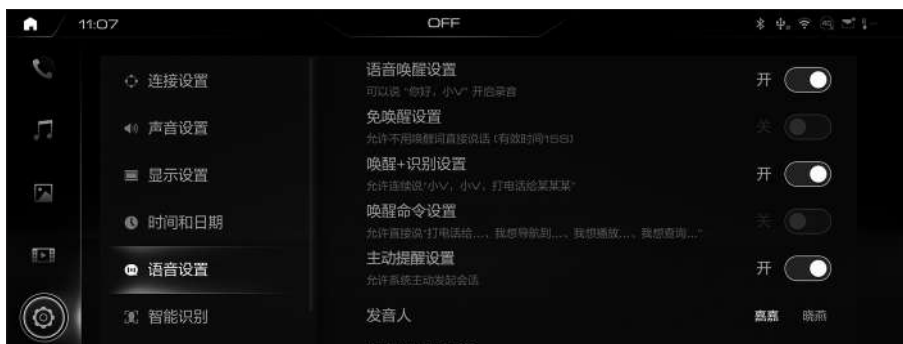 11:07
OFF
连接设置
声音设置
显示设置
时间和日期
语音设置
智能识别
语音唤醒设置
开
可以说 "你好，小V" 开启录音
免唤醒设置
关
允许不用唤醒词直接说话 (有效时间15S)
唤醒+识别设置
开
允许连续说"小V，小V，打电话给某某某"
唤醒命令设置
关
允许直接说"打电话给...、我想导航到...、我想播放...、我想查询..."
主动提醒设置
开
允许系统主动发起会话
发音人
嘉嘉 晓燕